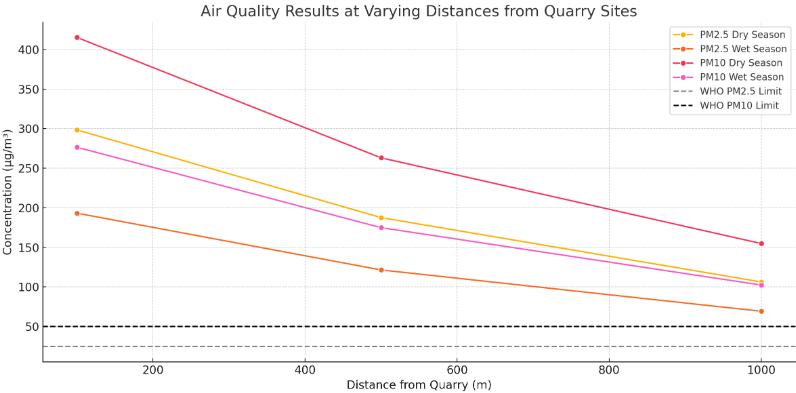 Air Quality Results at Varying Distances from Quarry Sites
PM2.5 Dry Season
PM2.5 Wet Season
PM10 Dry Season
PM10 Wet Season
WHO PM2.5 Limit
WHO PM10 Limit
Concentration (µg/m³)
400
350
300
250
200
150
100
50
200
400
600
800
1000
Distance from Quarry (m)